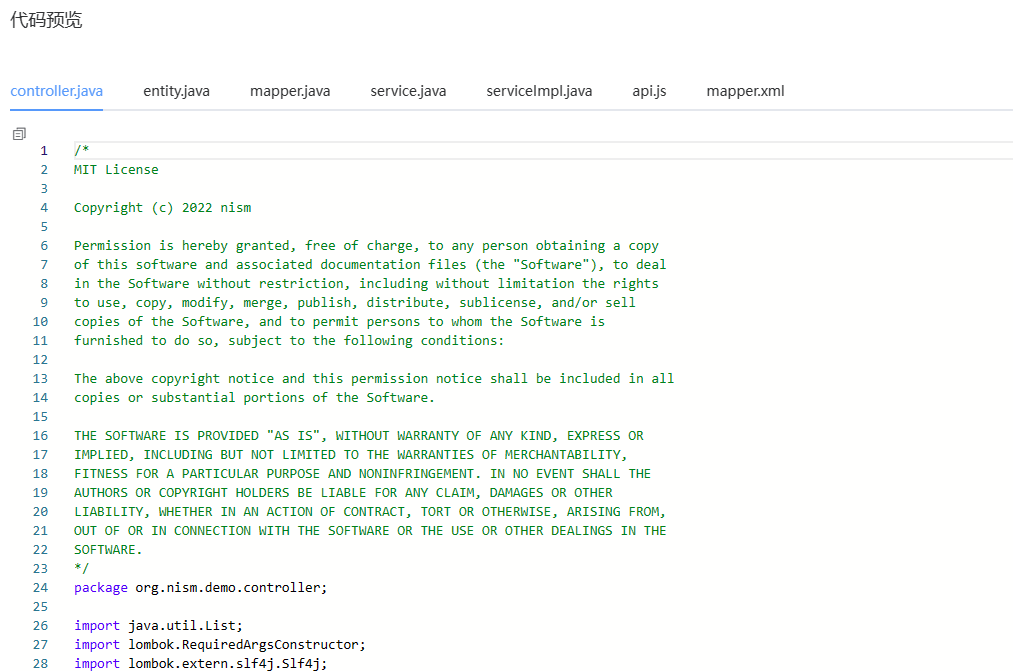 代码预览
controller.java entity.java mapper.java service.java serviceImpl.java api.js mapper.xml
1 /*
2 MIT License
3
4 Copyright (c) 2022 nism
5
6 Permission is hereby granted, free of charge, to any person obtaining a copy
7 of this software and associated documentation files (the "Software"), to deal
8 in the Software without restriction, including without limitation the rights
9 to use, copy, modify, merge, publish, distribute, sublicense, and/or sell
10 copies of the Software, and to permit persons to whom the Software is
11 furnished to do so, subject to the following conditions:
12
13 The above copyright notice and this permission notice shall be included in all
14 copies or substantial portions of the Software.
15
16 THE SOFTWARE IS PROVIDED "AS IS", WITHOUT WARRANTY OF ANY KIND, EXPRESS OR
17 IMPLIED, INCLUDING BUT NOT LIMITED TO THE WARRANTIES OF MERCHANTABILITY,
18 FITNESS FOR A PARTICULAR PURPOSE AND NONINFRINGEMENT. IN NO EVENT SHALL THE
19 AUTHORS OR COPYRIGHT HOLDERS BE LIABLE FOR ANY CLAIM, DAMAGES OR OTHER
20 LIABILITY, WHETHER IN AN ACTION OF CONTRACT, TORT OR OTHERWISE, ARISING FROM,
21 OUT OF OR IN CONNECTION WITH THE SOFTWARE OR THE USE OR OTHER DEALINGS IN THE
22 SOFTWARE.
23 */
24 package org.nism.demo.controller;
25
26 import java.util.List;
27 import lombok.RequiredArgsConstructor;
28 import lombok.extern.slf4j.Slf4j;